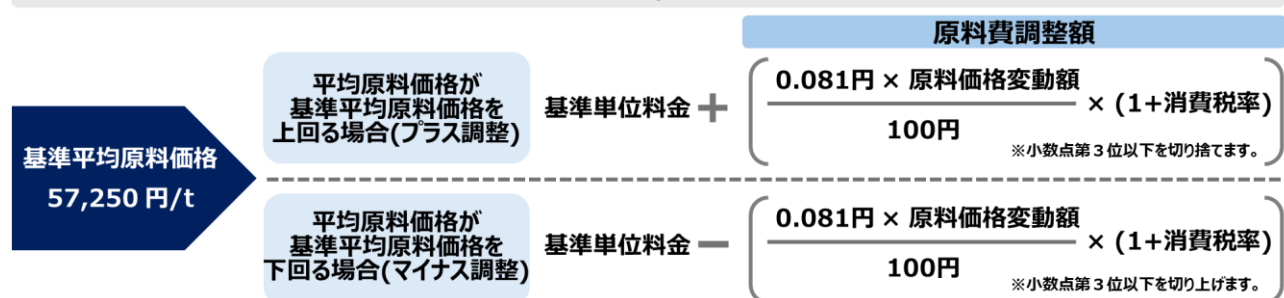 原料費調整額
基準平均原料価格
57,250 円/t
平均原料価格が
基準平均原料価格を
上回る場合(プラス調整)
基準単位料金 +
0.081円 × 原料価格変動額
100円
× (1+消費税率)
※小数点第3位以下を切り捨てます。
平均原料価格が
基準平均原料価格を
下回る場合(マイナス調整)
基準単位料金 −
0.081円 × 原料価格変動額
100円
× (1+消費税率)
※小数点第3位以下を切り上げます。